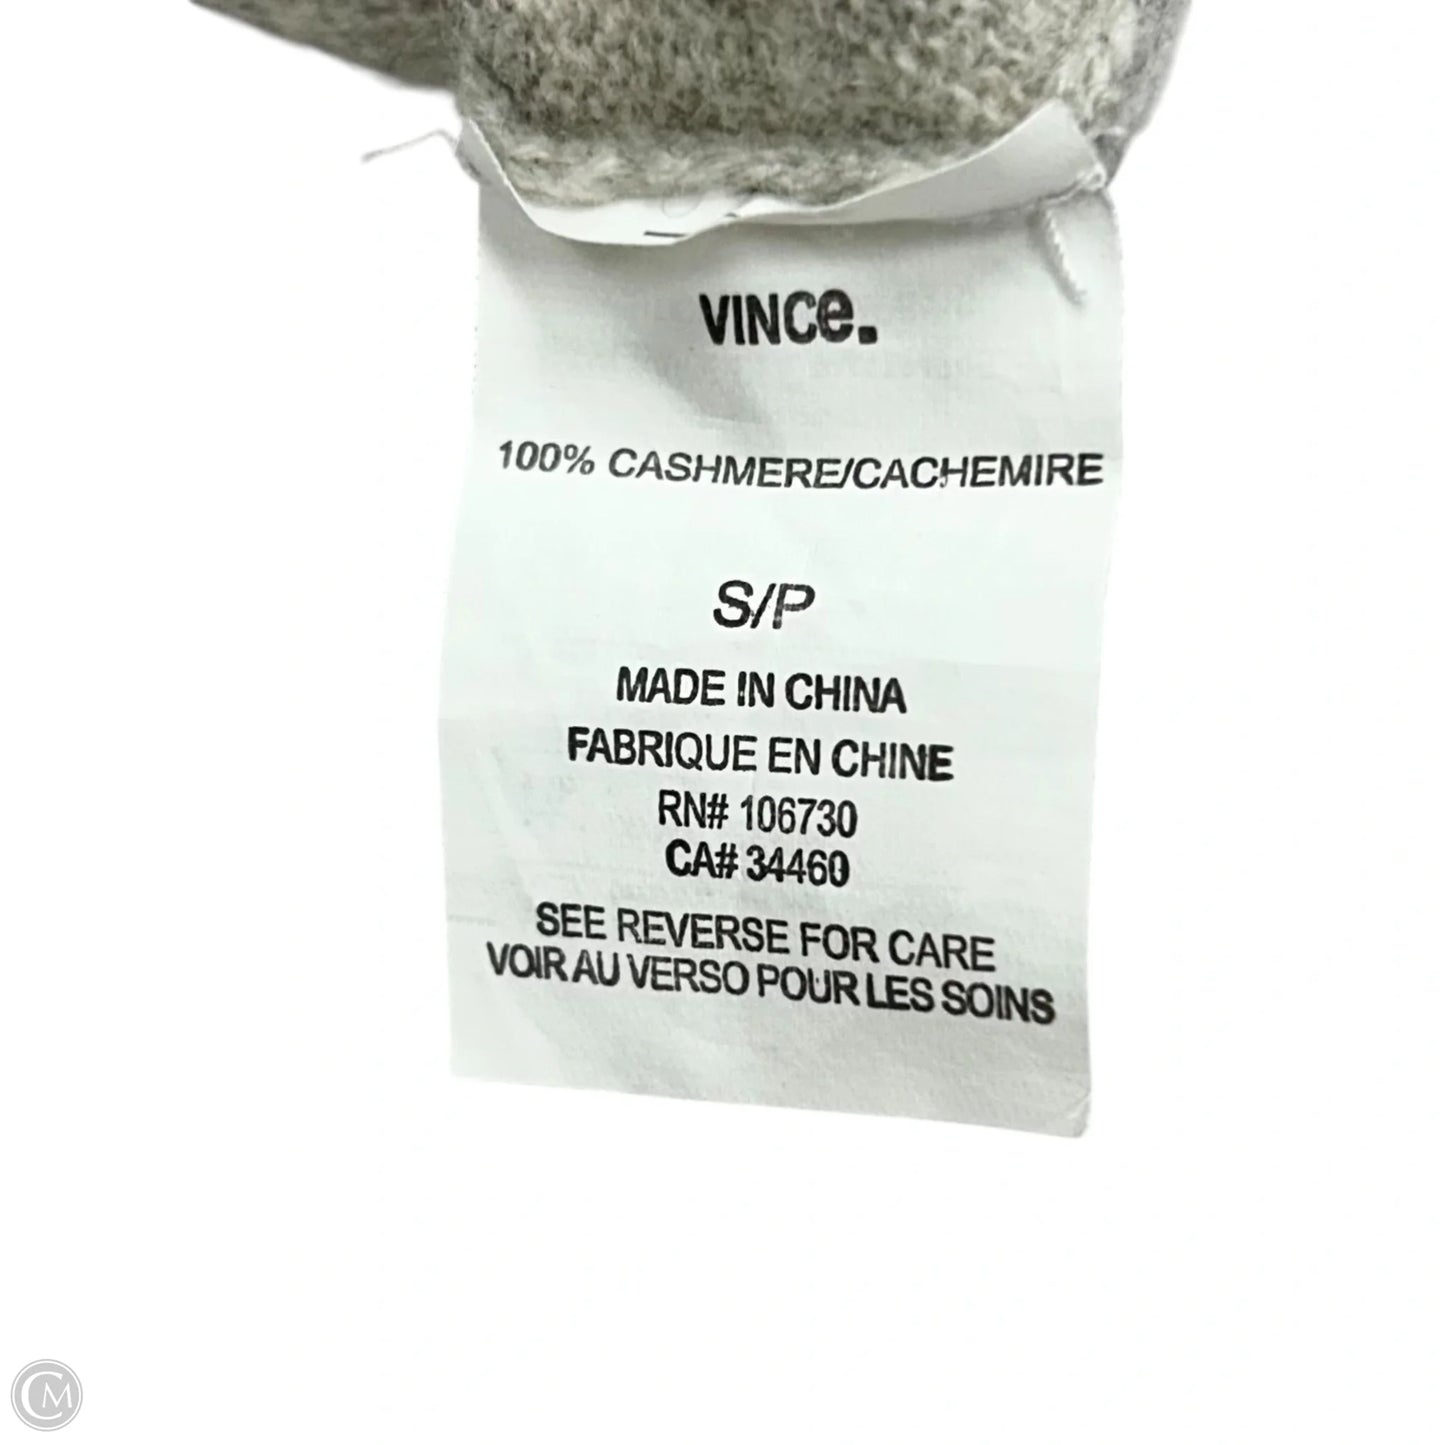 VINCe.
100% CASHMERE/CACHEMIRE
S/P
MADE IN CHINA
FABRIQUE EN CHINE
RN# 106730
CA# 34460
SEE REVERSE FOR CARE
VOIR AU VERSO POUR LES SOINS
CM